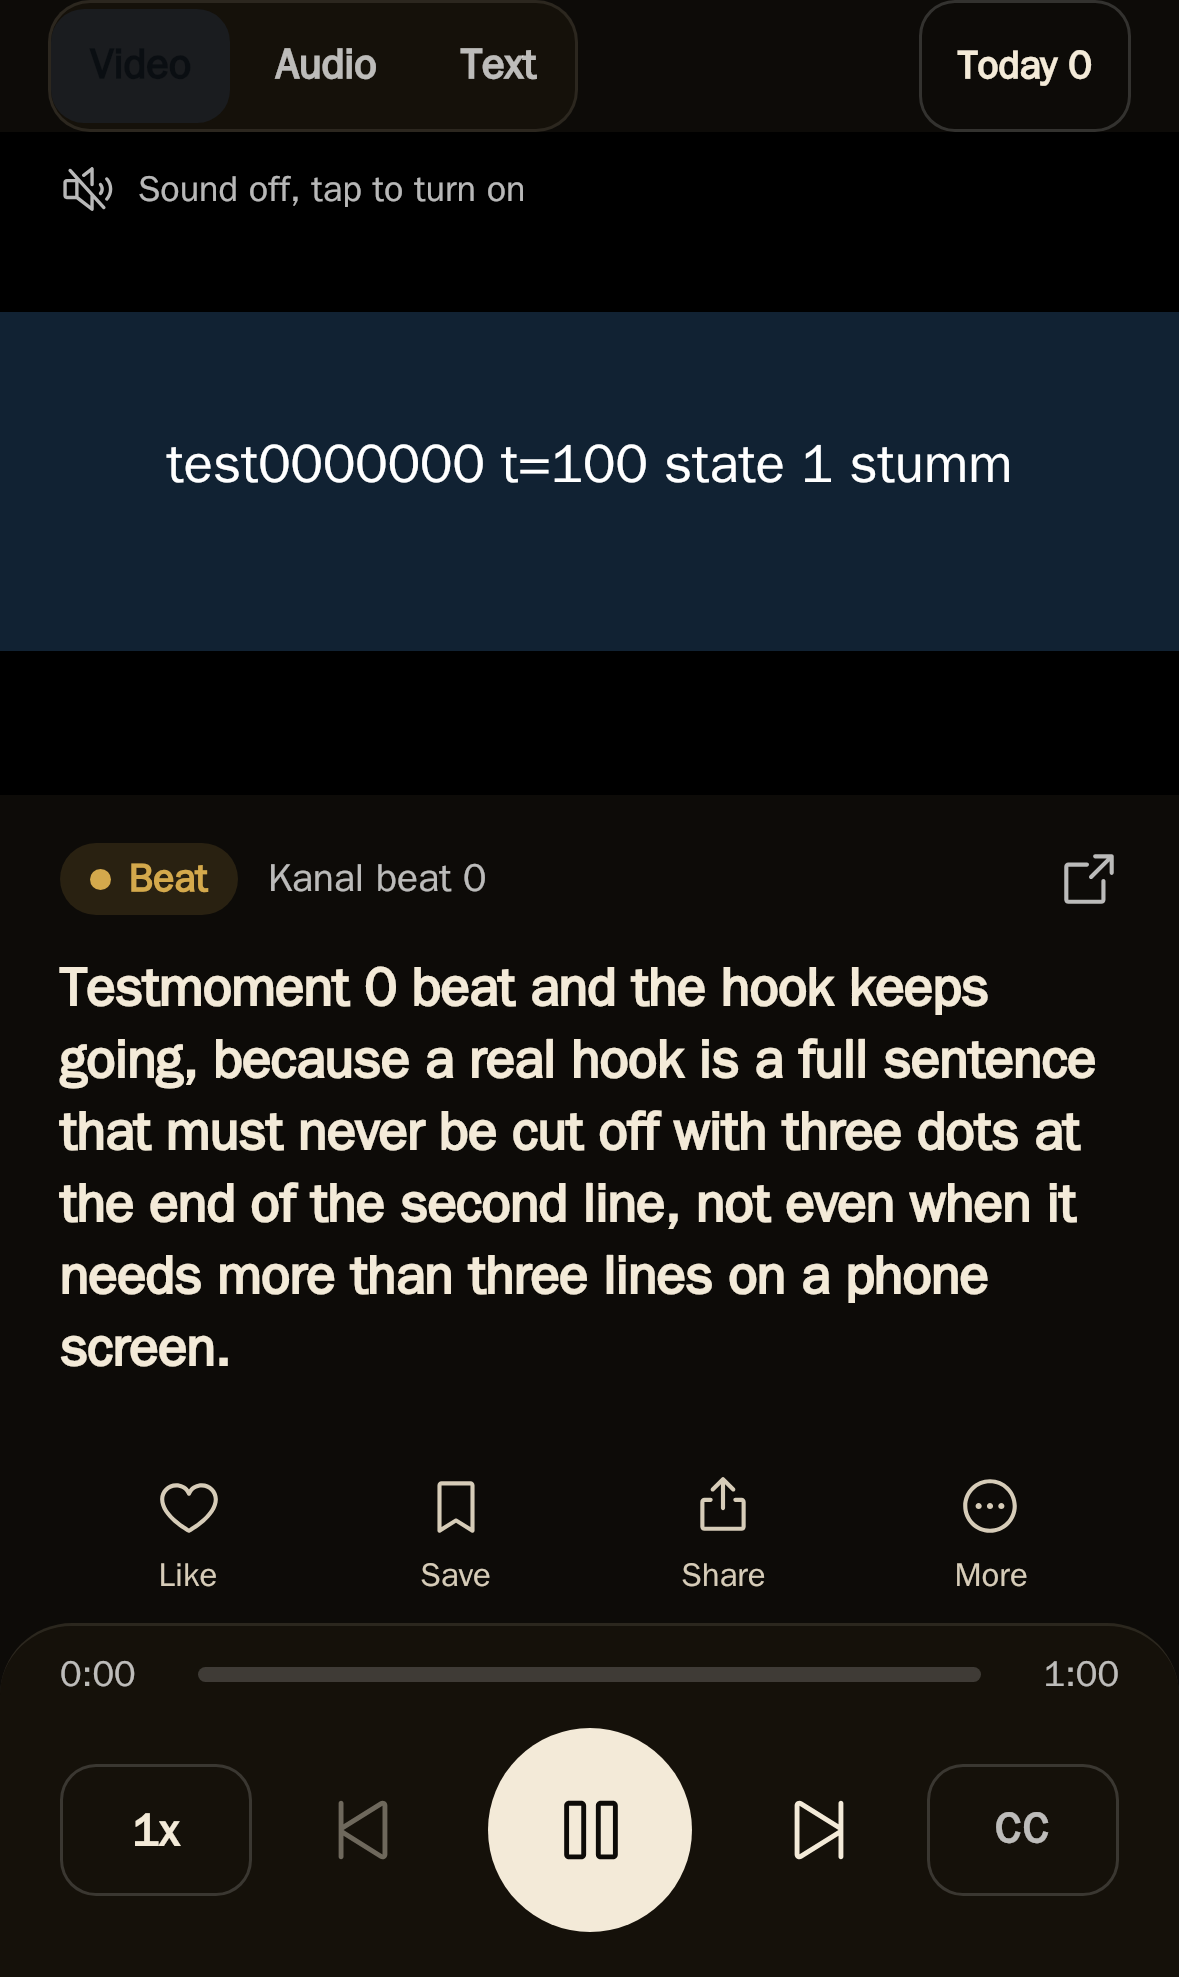 Video Audio Text Today 0
Sound off, tap to turn on
test0000000 t=100 state 1 stumm
Beat Kanal beat 0
Testmoment 0 beat and the hook keeps
going, because a real hook is a full sentence
that must never be cut off with three dots at
the end of the second line, not even when it
needs more than three lines on a phone
screen.
Like Save Share More
0:00 1:00
1x CC